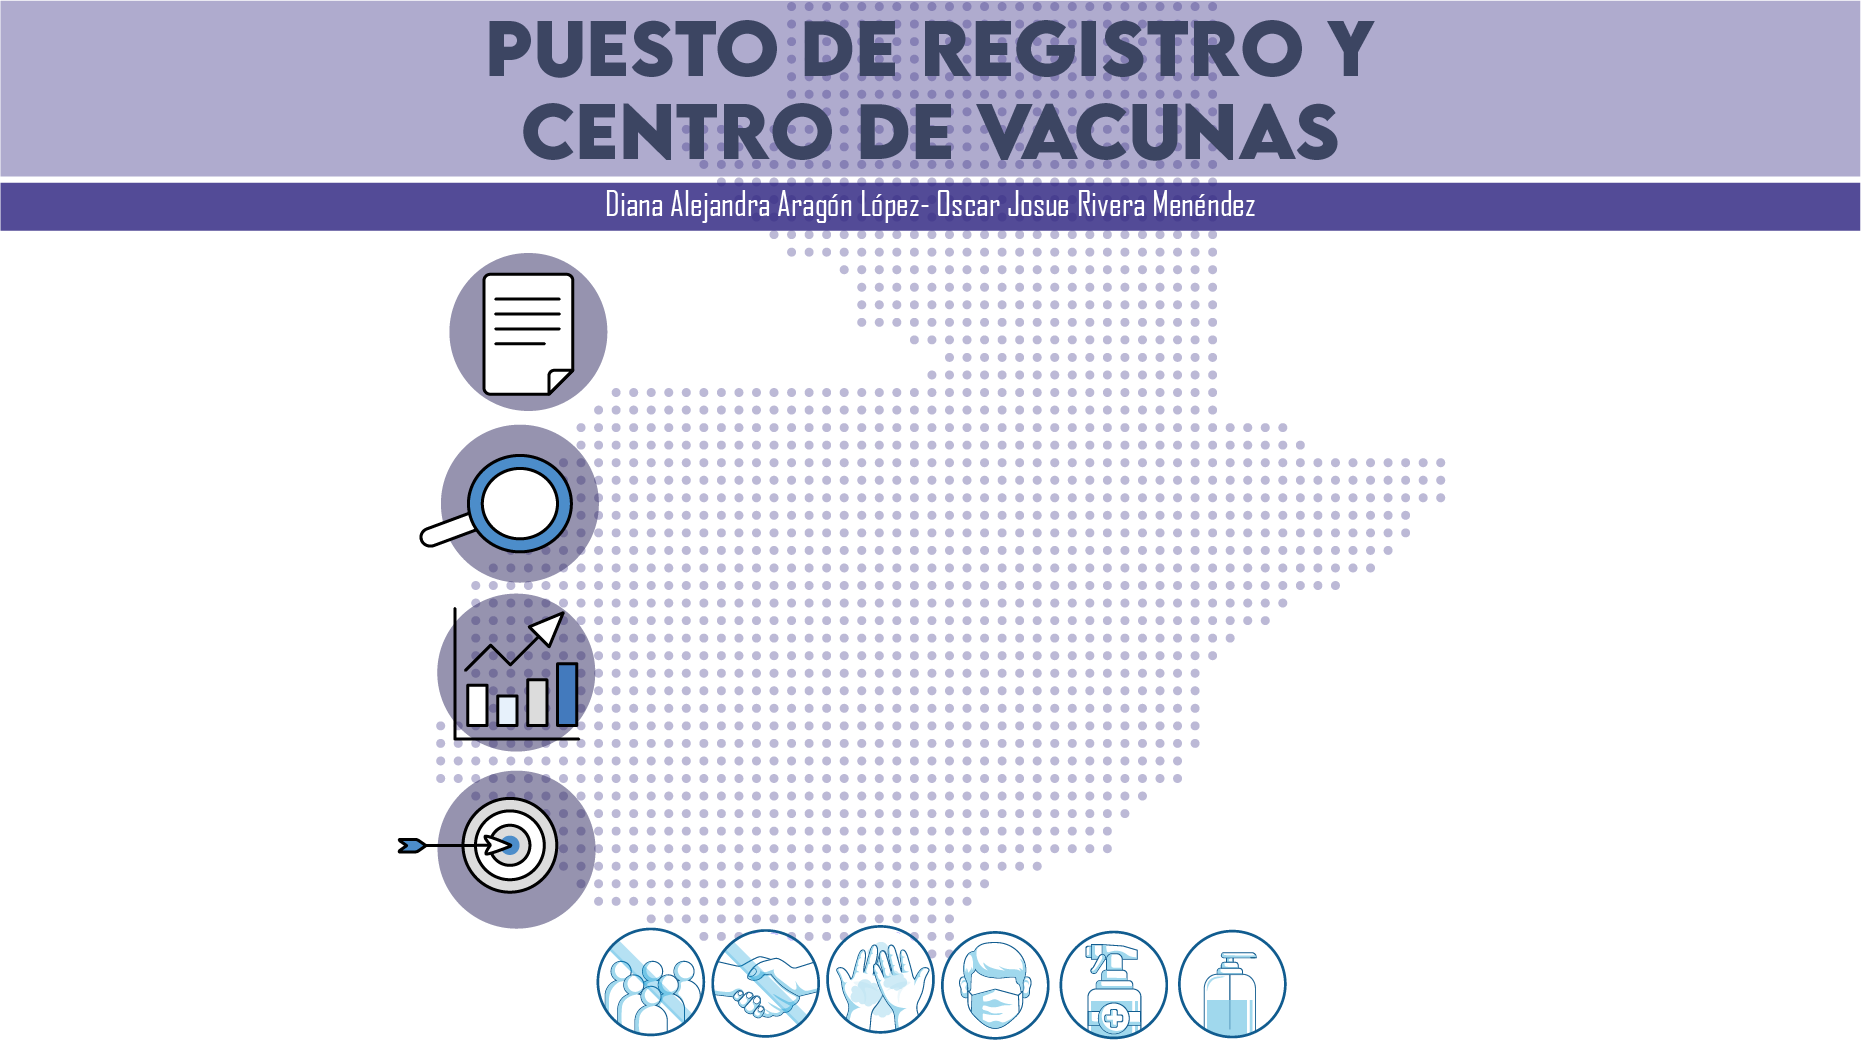 PUESTO DE REGISTRO Y
CENTRO DE VACUNAS
Diana Alejandra Aragón López- Oscar Josue Rivera Menéndez